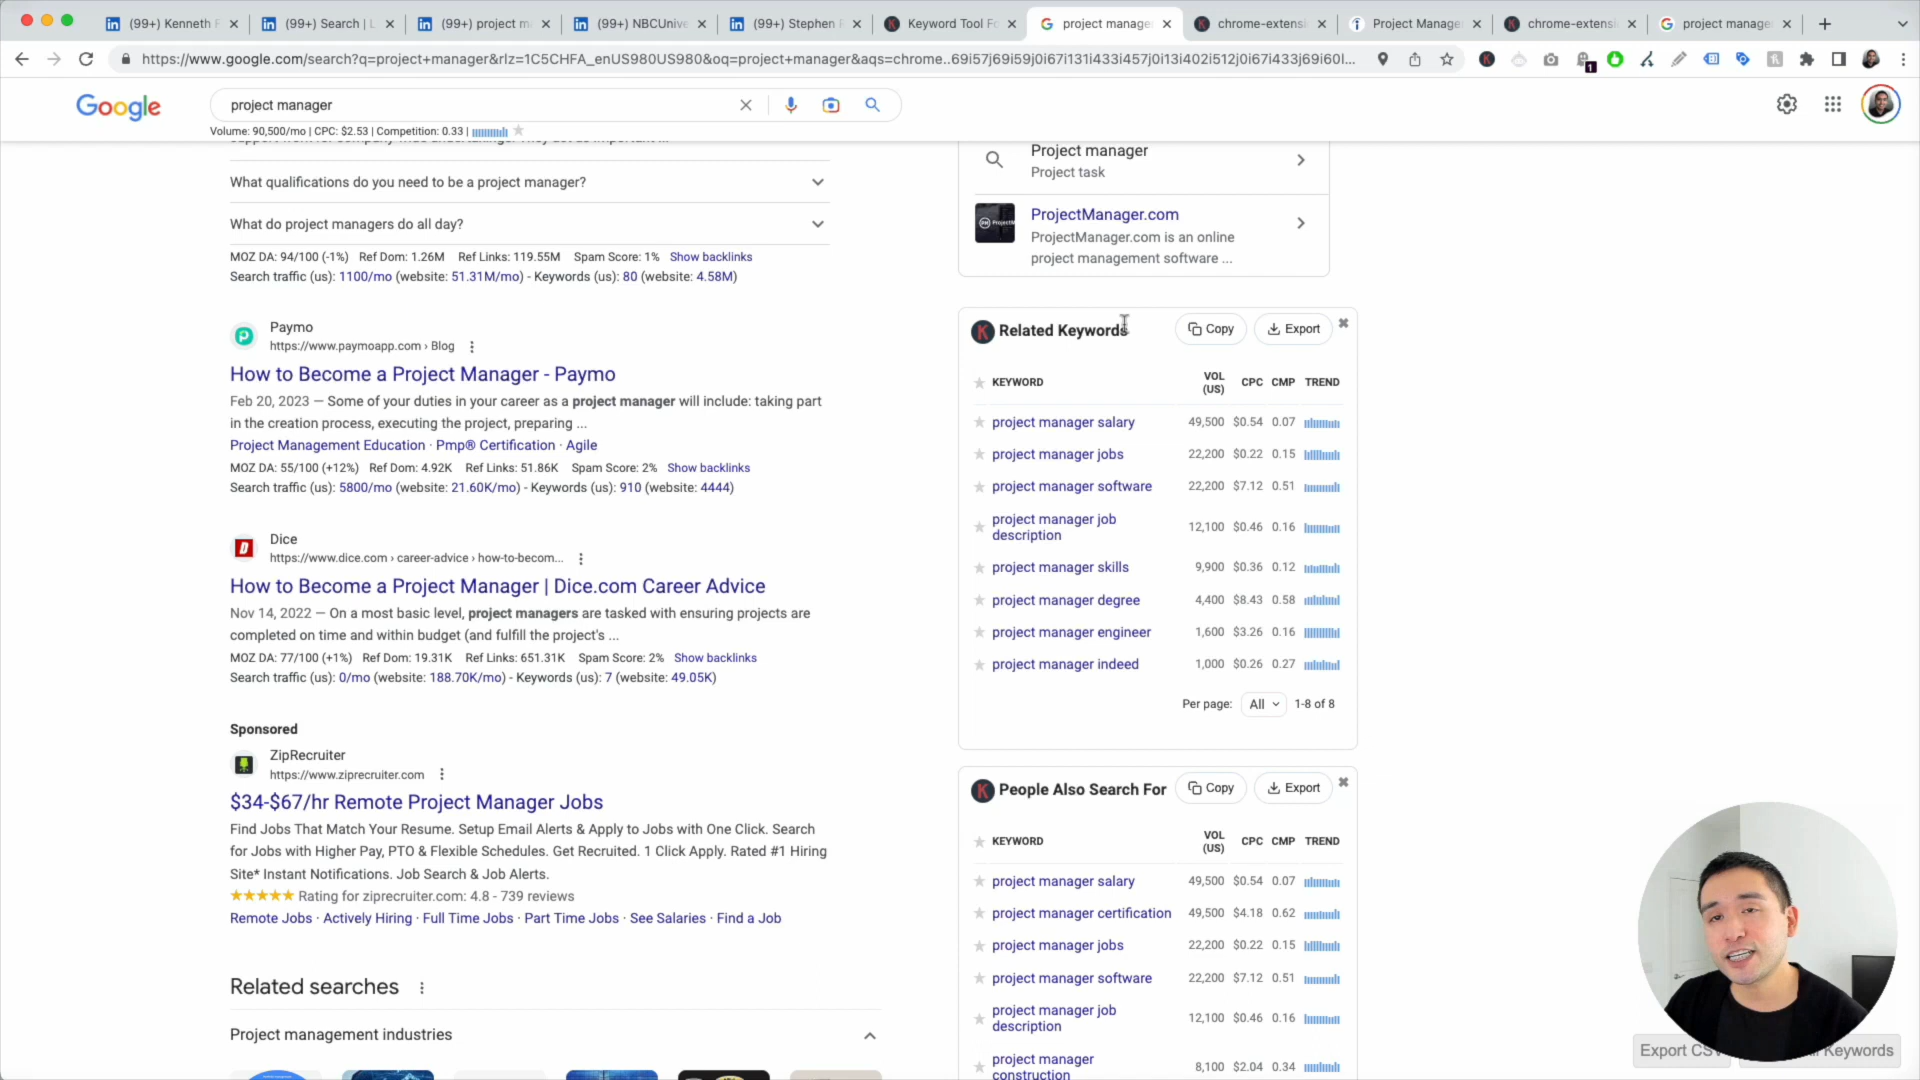 (99+) Kenneth F
(99+) Search | L
(99+) project m
(99+) NBCUnive
(99+) Stephen
Keyword Tool Fo
project manage
chrome-extensi
Project Manage
chrome-extensi
project manage
https://www.google.com/search?q=project+manager&rlz=1C5CHFA_enUS980US980&oq=project+manager&aqs=chrome..69i57j69i59j0i67i131i433i457j0i13i402i512j0i67i433j69i60l...
1
Google
project manager
Volume: 90,500/mo | CPC: $2.53 | Competition: 0.33 |
What qualifications do you need to be a project manager?
What do project managers do all day?
MOZ DA: 94/100 (-1%) Ref Dom: 1.26M Ref Links: 119.55M Spam Score: 1% Show backlinks
Search traffic (us): 1100/mo (website: 51.31M/mo) - Keywords (us): 80 (website: 4.58M)
Paymo
https://www.paymoapp.com › Blog
How to Become a Project Manager - Paymo
Feb 20, 2023 — Some of your duties in your career as a project manager will include: taking part
in the creation process, executing the project, preparing ...
Project Management Education · Pmp® Certification · Agile
MOZ DA: 55/100 (+12%) Ref Dom: 4.92K Ref Links: 51.86K Spam Score: 2% Show backlinks
Search traffic (us): 5800/mo (website: 21.60K/mo) - Keywords (us): 910 (website: 4444)
Dice
https://www.dice.com › career-advice › how-to-becom...
How to Become a Project Manager | Dice.com Career Advice
Nov 14, 2022 — On a most basic level, project managers are tasked with ensuring projects are
completed on time and within budget (and fulfill the project's ...
MOZ DA: 77/100 (+1%) Ref Dom: 19.31K Ref Links: 651.31K Spam Score: 2% Show backlinks
Search traffic (us): 0/mo (website: 188.70K/mo) - Keywords (us): 7 (website: 49.05K)
Sponsored
ZipRecruiter
https://www.ziprecruiter.com
$34-$67/hr Remote Project Manager Jobs
Find Jobs That Match Your Resume. Setup Email Alerts & Apply to Jobs with One Click. Search
for Jobs with Higher Pay, PTO & Flexible Schedules. Get Recruited. 1 Click Apply. Rated #1 Hiring
Site* Instant Notifications. Job Search & Job Alerts.
Rating for ziprecruiter.com: 4.8 - 739 reviews
Remote Jobs · Actively Hiring · Full Time Jobs · Part Time Jobs · See Salaries · Find a Job
Related searches
Project management industries
Project manager
Project task
ProjectManager.com
ProjectManager.com is an online
project management software ...
Related Keywords Copy Export
KEYWORD VOL (US) CPC CMP TREND
project manager salary 49,500 $0.54 0.07
project manager jobs 22,200 $0.22 0.15
project manager software 22,200 $7.12 0.51
project manager job
description 12,100 $0.46 0.16
project manager skills 9,900 $0.36 0.12
project manager degree 4,400 $8.43 0.58
project manager engineer 1,600 $3.26 0.16
project manager indeed 1,000 $0.26 0.27
Per page: All 1-8 of 8
People Also Search For Copy Export
KEYWORD VOL (US) CPC CMP TREND
project manager salary 49,500 $0.54 0.07
project manager certification 49,500 $4.18 0.62
project manager jobs 22,200 $0.22 0.15
project manager software 22,200 $7.12 0.51
project manager job
description 12,100 $0.46 0.16
project manager
construction 8,100 $2.04 0.34
Export CSV
Keywords